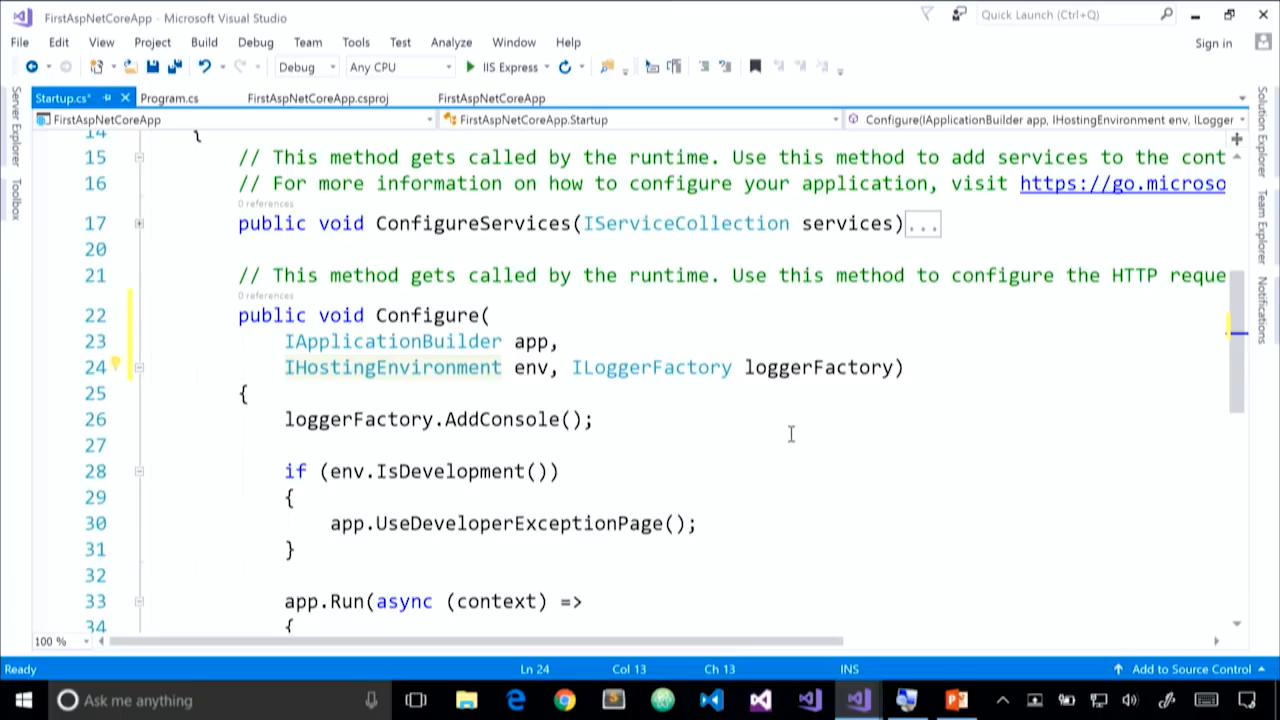 FirstAspNetCoreApp - Microsoft Visual Studio
Quick Launch (Ctrl+Q)
File Edit View Project Build Debug Team Tools Test Analyze Window Help
Sign in
Debug Any CPU IIS Express
Startup.cs* Program.cs FirstAspNetCoreApp.csproj FirstAspNetCoreApp
FirstAspNetCoreApp FirstAspNetCoreApp.Startup Configure(IApplicationBuilder app, IHostingEnvironment env, ILogger
Server Explorer
Toolbox
Solution Explorer
Team Explorer
Notifications
14 {
15 // This method gets called by the runtime. Use this method to add services to the cont
16 // For more information on how to configure your application, visit https://go.microso
0 references
17 public void ConfigureServices(IServiceCollection services)...
20
21 // This method gets called by the runtime. Use this method to configure the HTTP reque
0 references
22 public void Configure(
23 IApplicationBuilder app,
24 IHostingEnvironment env, ILoggerFactory loggerFactory)
25 {
26 loggerFactory.AddConsole();
27
28 if (env.IsDevelopment())
29 {
30 app.UseDeveloperExceptionPage();
31 }
32
33 app.Run(async (context) =>
34 {
100 %
Ready Ln 24 Col 13 Ch 13 INS Add to Source Control
Ask me anything